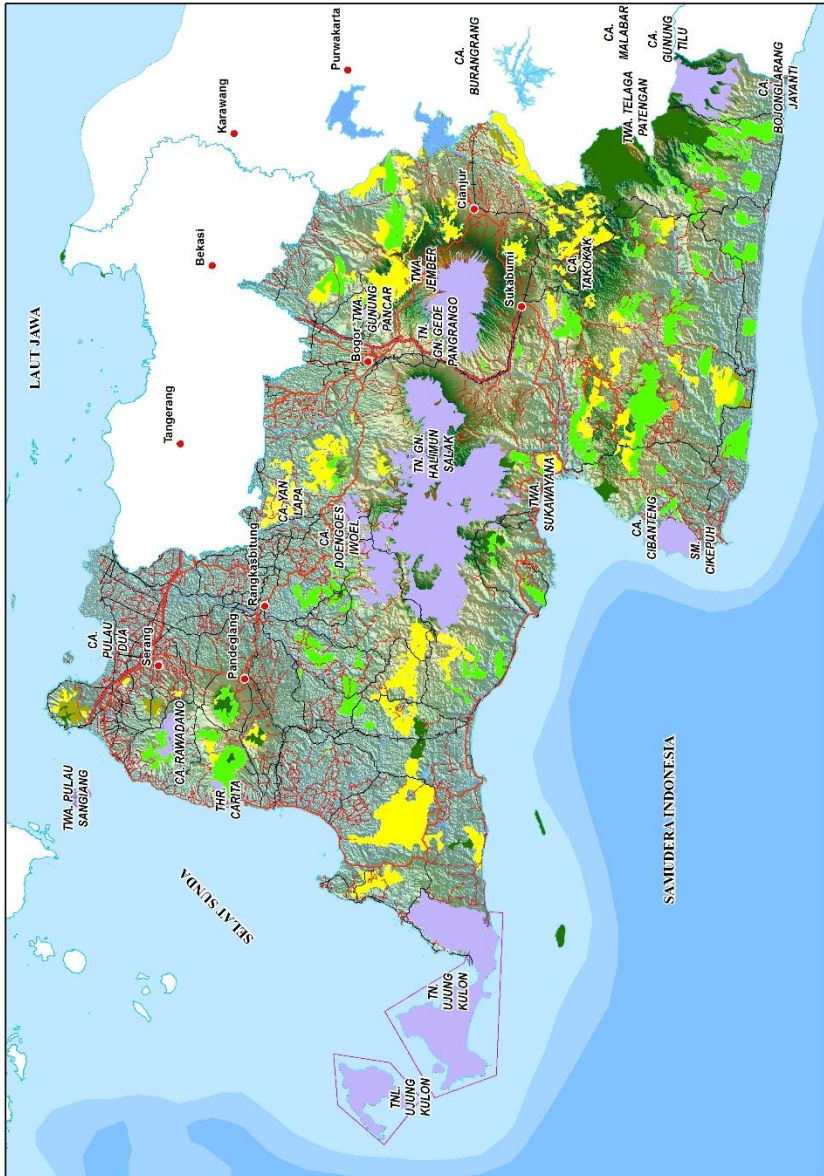 LAUT JAWA
TWA. PULAU
SANGIANG
CA.
PULAU
DUA
Serang
CA. RAWADANO
Pandeglang
THR.
CARITA
Rangkasbitung
SELAT SUNDA
Tangerang
Bekasi
Karawang
Purwakarta
CA. YAN
LAPA
CA.
DOENGOES
IWOEL
Bogor
TWA.
GUNUNG
PANCAR
TWA.
JEMBER
TN.
GN. GEDE
PANGRANGO
Cianjur
CA.
BURANGRANG
TN. GN.
HALIMUN
SALAK
Sukabumi
TWA.
SUKAWAYANA
CA.
TAKOKAK
TWA. TELAGA
PATENGAN
CA.
MALABAR
CA.
GUNUNG
TILU
CA.
BOJONGLARANG
JAYANTI
CA.
CIBANTENG
SM.
CIKEPUH
TNL.
UJUNG
KULON
TN.
UJUNG
KULON
SAMUDERA INDONESIA